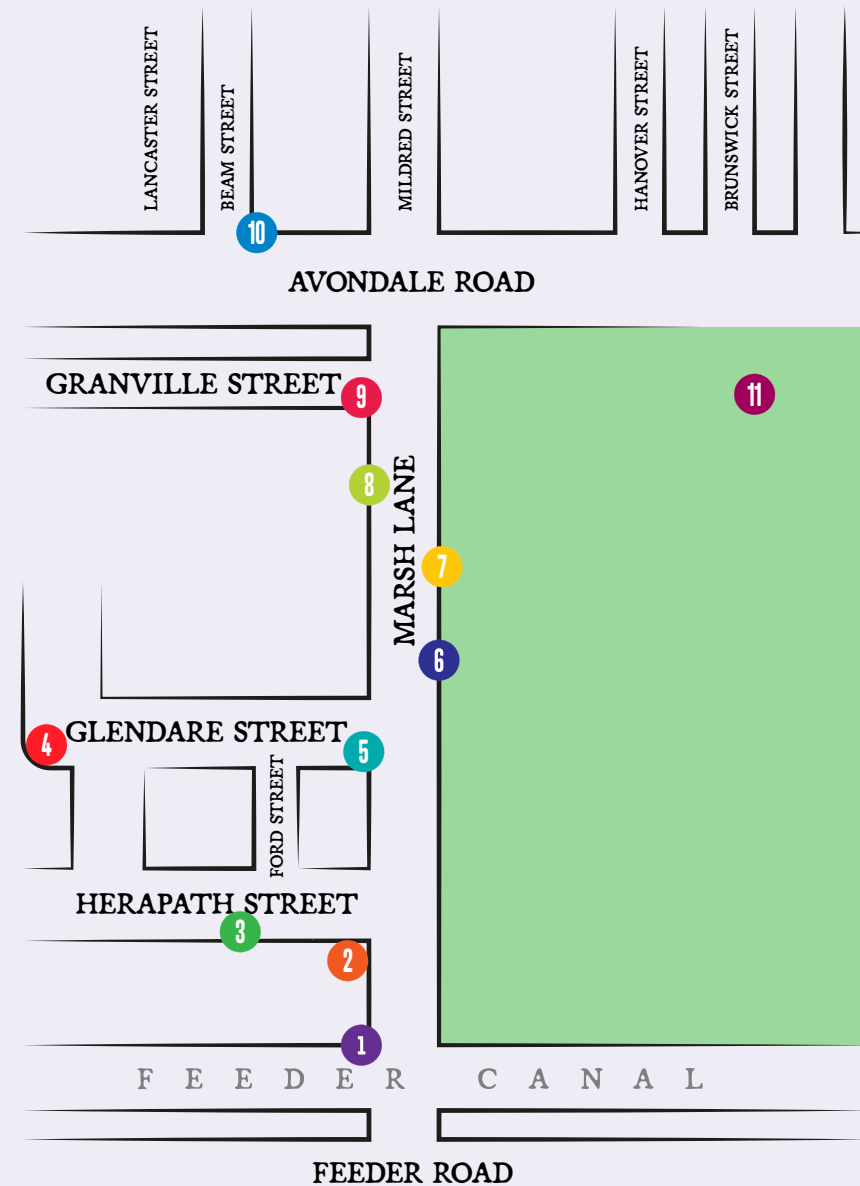 LANCASTER STREET
BEAM STREET
MILDRED STREET
HANOVER STREET
BRUNSWICK STREET
10
AVONDALE ROAD
GRANVILLE STREET
9
11
8
MARSH LANE
7
6
GLENDARE STREET
4
5
FORD STREET
HERAPATH STREET
3
2
1
FEEDER CANAL
FEEDER ROAD